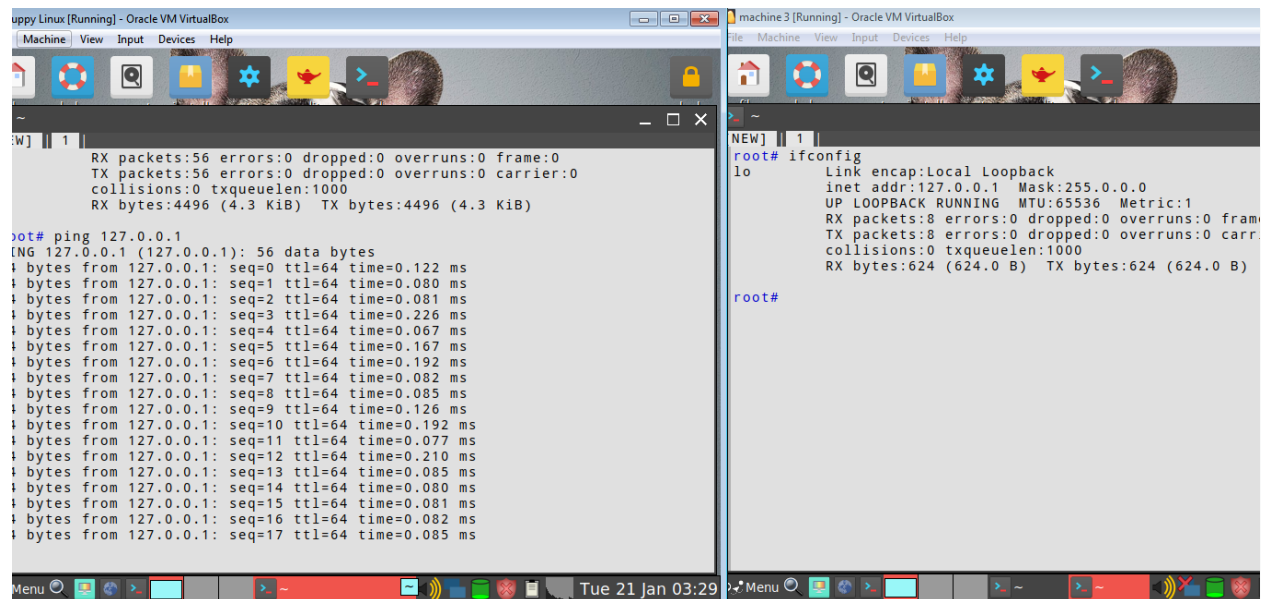 uppy Linux [Running] - Oracle VM VirtualBox
Machine View Input Devices Help
~
EW] 1
RX packets:56 errors:0 dropped:0 overruns:0 frame:0
TX packets:56 errors:0 dropped:0 overruns:0 carrier:0
collisions:0 txqueuelen:1000
RX bytes:4496 (4.3 KiB) TX bytes:4496 (4.3 KiB)
oot# ping 127.0.0.1
ING 127.0.0.1 (127.0.0.1): 56 data bytes
4 bytes from 127.0.0.1: seq=0 ttl=64 time=0.122 ms
4 bytes from 127.0.0.1: seq=1 ttl=64 time=0.080 ms
4 bytes from 127.0.0.1: seq=2 ttl=64 time=0.081 ms
4 bytes from 127.0.0.1: seq=3 ttl=64 time=0.226 ms
4 bytes from 127.0.0.1: seq=4 ttl=64 time=0.067 ms
4 bytes from 127.0.0.1: seq=5 ttl=64 time=0.167 ms
4 bytes from 127.0.0.1: seq=6 ttl=64 time=0.192 ms
4 bytes from 127.0.0.1: seq=7 ttl=64 time=0.082 ms
4 bytes from 127.0.0.1: seq=8 ttl=64 time=0.085 ms
4 bytes from 127.0.0.1: seq=9 ttl=64 time=0.126 ms
4 bytes from 127.0.0.1: seq=10 ttl=64 time=0.192 ms
4 bytes from 127.0.0.1: seq=11 ttl=64 time=0.077 ms
4 bytes from 127.0.0.1: seq=12 ttl=64 time=0.210 ms
4 bytes from 127.0.0.1: seq=13 ttl=64 time=0.085 ms
4 bytes from 127.0.0.1: seq=14 ttl=64 time=0.080 ms
4 bytes from 127.0.0.1: seq=15 ttl=64 time=0.081 ms
4 bytes from 127.0.0.1: seq=16 ttl=64 time=0.082 ms
4 bytes from 127.0.0.1: seq=17 ttl=64 time=0.085 ms
Menu ~ ~ Tue 21 Jan 03:29
machine 3 [Running] - Oracle VM VirtualBox
File Machine View Input Devices Help
~
NEW] 1
root# ifconfig
lo Link encap:Local Loopback
inet addr:127.0.0.1 Mask:255.0.0.0
UP LOOPBACK RUNNING MTU:65536 Metric:1
RX packets:8 errors:0 dropped:0 overruns:0 fram
TX packets:8 errors:0 dropped:0 overruns:0 carr
collisions:0 txqueuelen:1000
RX bytes:624 (624.0 B) TX bytes:624 (624.0 B)
root#
Menu ~ ~